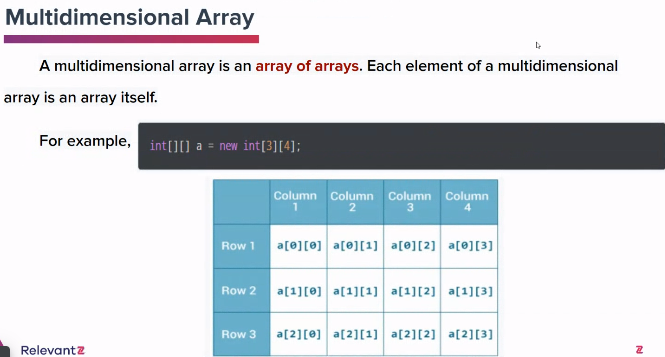 Multidimensional Array
A multidimensional array is an array of arrays. Each element of a multidimensional
array is an array itself.
For example,
int[][] a = new int[3][4];
Column 1 Column 2 Column 3 Column 4
Row 1 a[0][0] a[0][1] a[0][2] a[0][3]
Row 2 a[1][0] a[1][1] a[1][2] a[1][3]
Row 3 a[2][0] a[2][1] a[2][2] a[2][3]
RelevantZ
Z